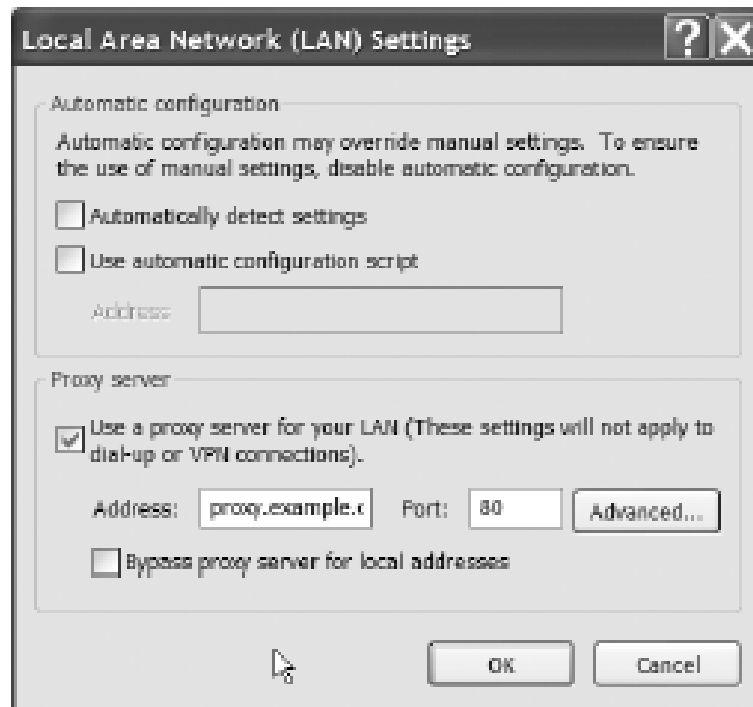 Local Area Network (LAN) Settings
Automatic configuration
Automatic configuration may override manual settings. To ensure
the use of manual settings, disable automatic configuration.
Automatically detect settings
Use automatic configuration script
Address:
Proxy server
Use a proxy server for your LAN (These settings will not apply to
dial-up or VPN connections).
Address: proxy.example.c Port: 80 Advanced...
Bypass proxy server for local addresses
OK Cancel